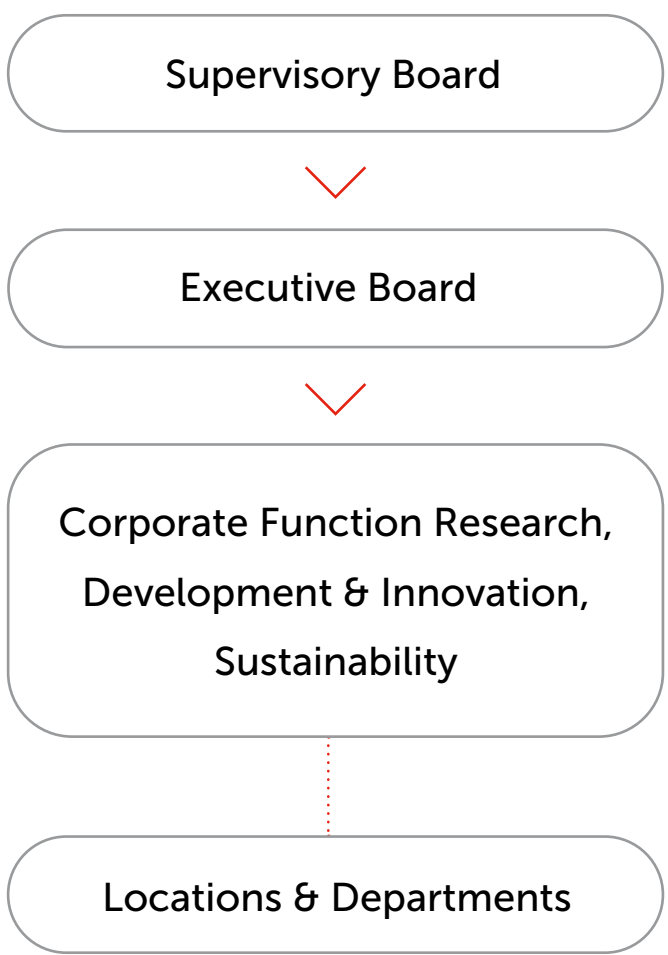 Supervisory Board
Executive Board
Corporate Function Research,
Development & Innovation,
Sustainability
Locations & Departments